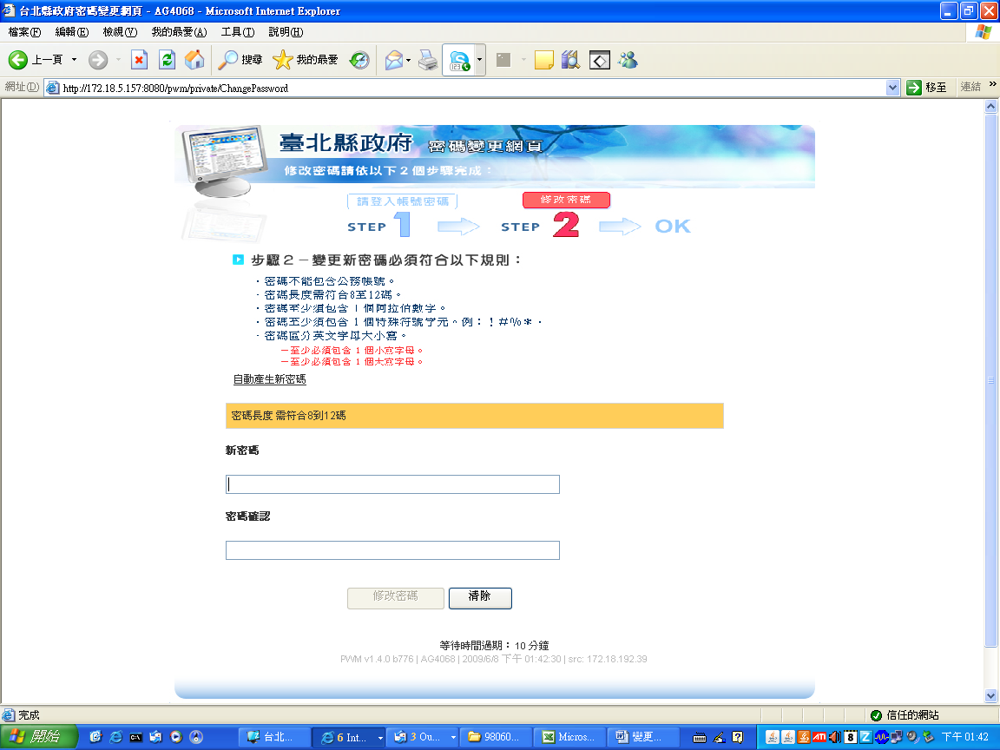 台北縣政府密碼變更網頁 - AG4068 - Microsoft Internet Explorer
檔案(F) 編輯(E) 檢視(V) 我的最愛(A) 工具(T) 說明(H)
上一頁 搜尋 我的最愛
網址(D) http://172.18.5.157:8080/pwm/private/ChangePassword 移至 連結 »
臺北縣政府 密碼變更網頁
修改密碼請依以下2個步驟完成：
請登入帳號密碼 修改密碼
STEP 1 STEP 2 OK
步驟2－變更新密碼必須符合以下規則：
．密碼不能包含公務帳號。
．密碼長度需符合8至12碼。
．密碼至少須包含 1 個阿拉伯數字。
．密碼至少須包含 1 個特殊符號字元。例：！＃％＊．
．密碼區分英文字母大小寫。
－至少必須包含 1 個小寫字母。
－至少必須包含 1 個大寫字母。
自動產生新密碼
密碼長度 需符合8到12碼
新密碼
密碼確認
修改密碼 清除
等待時間過期： 10 分鐘
PWM v1.4.0 b776 | AG4068 | 2009/6/8 下午 01:42:30 | src: 172.18.192.39
完成 信任的網站
開始 台北... 6 Int... 3 Ou... 98060... Micros... 變更... 下午 01:42